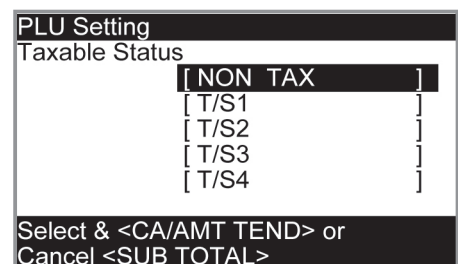 PLU Setting
Taxable Status
[ NON TAX ]
[ T/S1 ]
[ T/S2 ]
[ T/S3 ]
[ T/S4 ]
Select & <CA/AMT TEND> or
Cancel <SUB TOTAL>